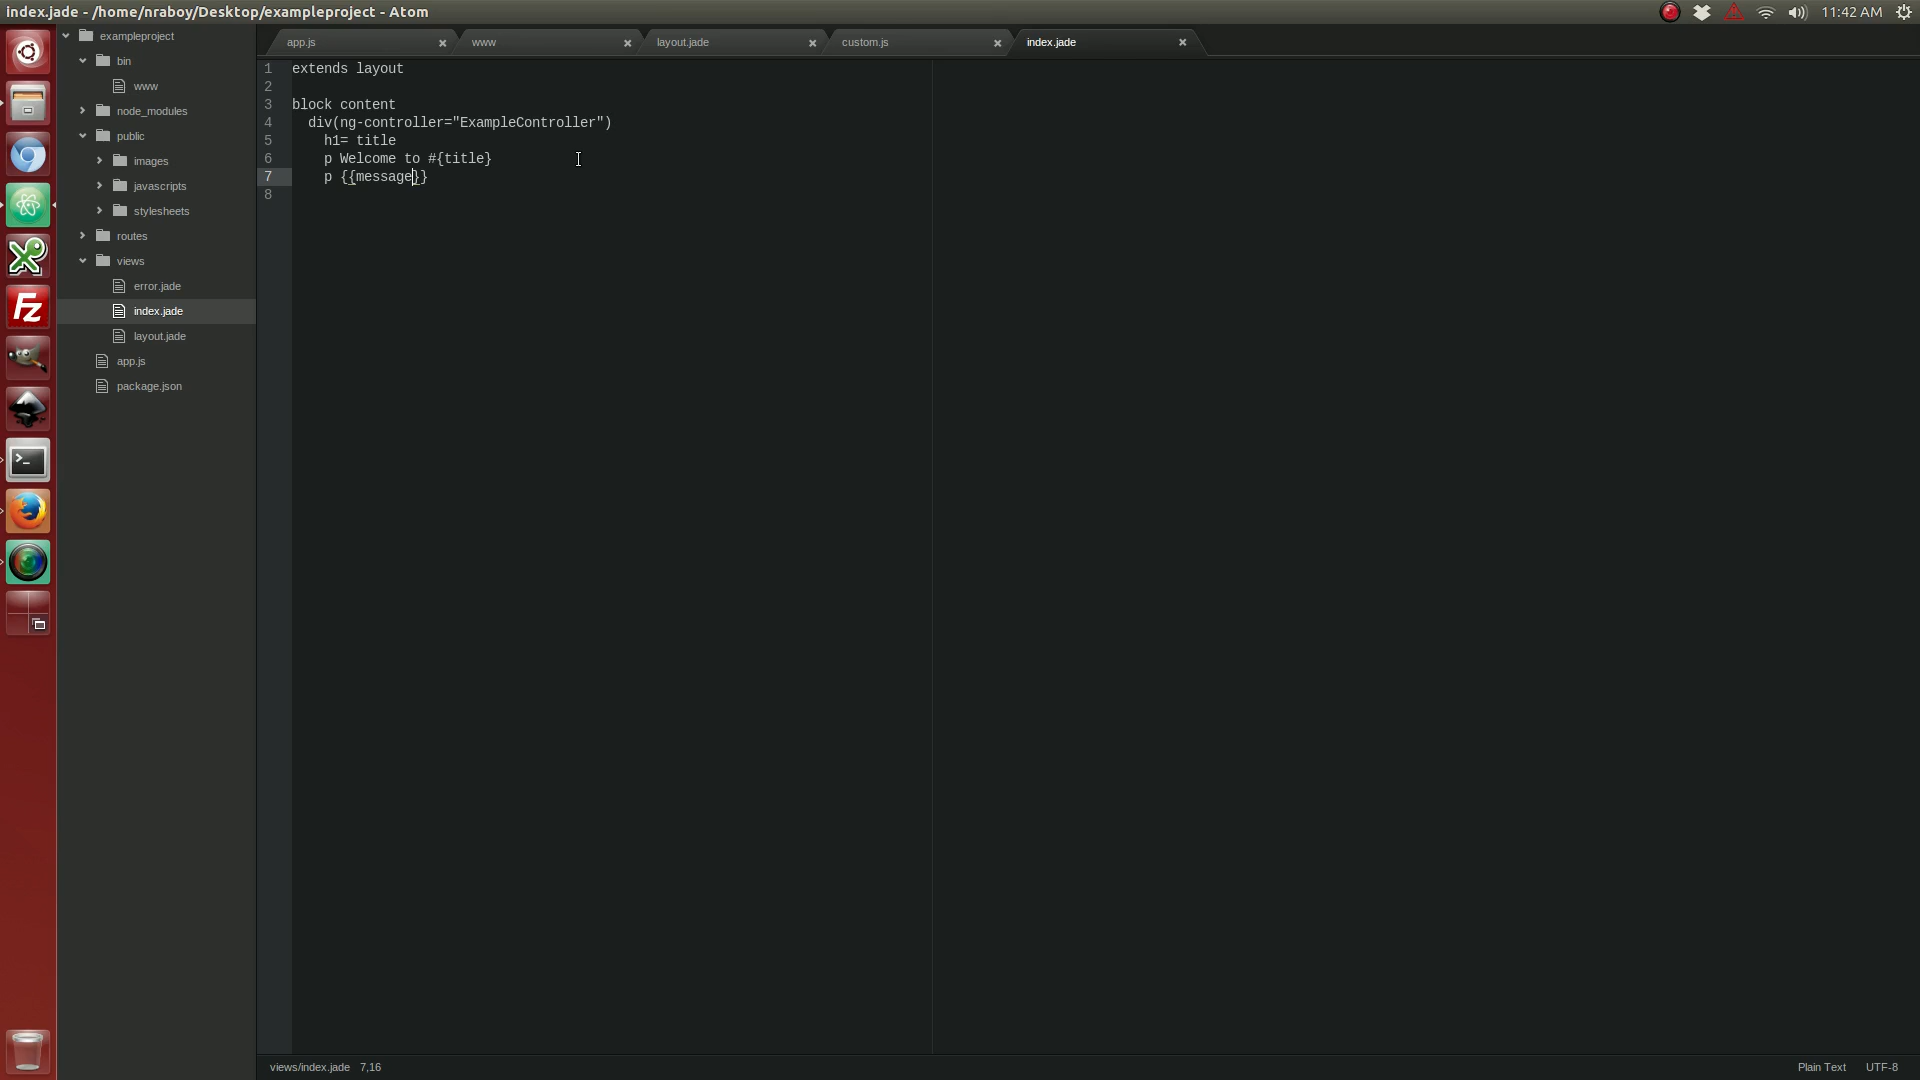 index.jade - /home/nraboy/Desktop/exampleproject - Atom
11:42 AM
exampleproject
bin
www
node_modules
public
images
javascripts
stylesheets
routes
views
error.jade
index.jade
layout.jade
app.js
package.json
app.js
www
layout.jade
custom.js
index.jade
1 extends layout
2
3 block content
4 div(ng-controller="ExampleController")
5 h1= title
6 p Welcome to #{title}
7 p {{message}}
8
Fz
>_
views/index.jade 7,16
Plain Text UTF-8